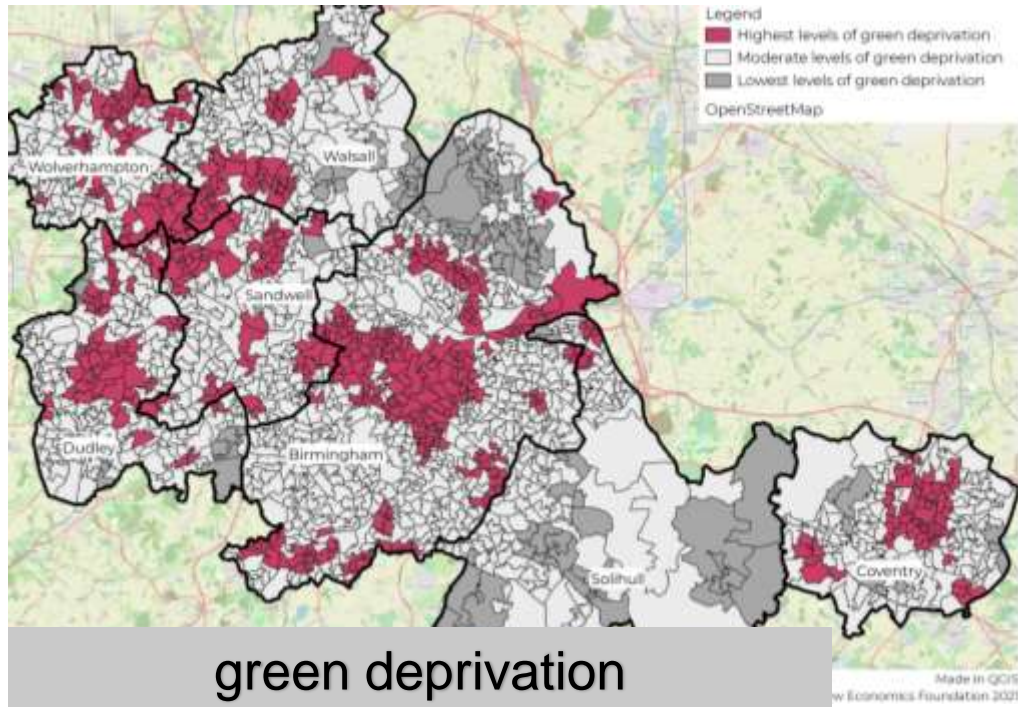 Legend
Highest levels of green deprivation
Moderate levels of green deprivation
Lowest levels of green deprivation
OpenStreetMap
Walsall
Wolverhampton
Sandwell
Dudley
Birmingham
Solihull
Coventry
green deprivation
Made in QGIS
w Economics Foundation 2021